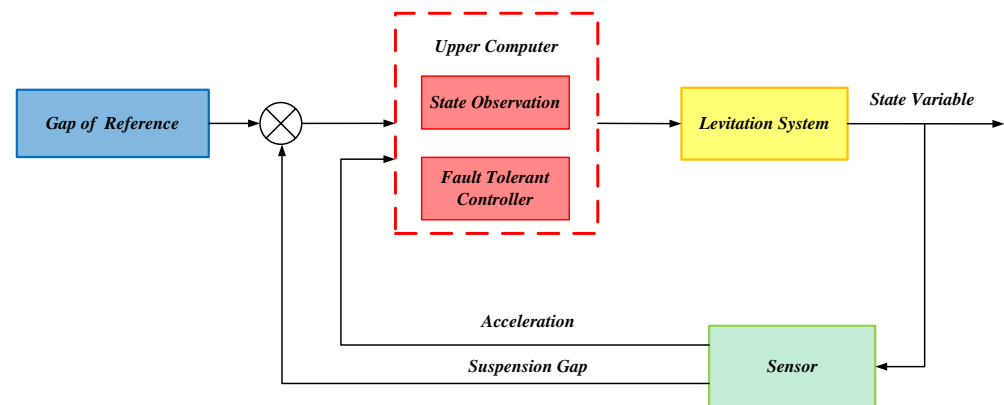 Upper Computer
Gap of Reference
State Observation
Fault Tolerant
Controller
Levitation System
State Variable
Acceleration
Suspension Gap
Sensor